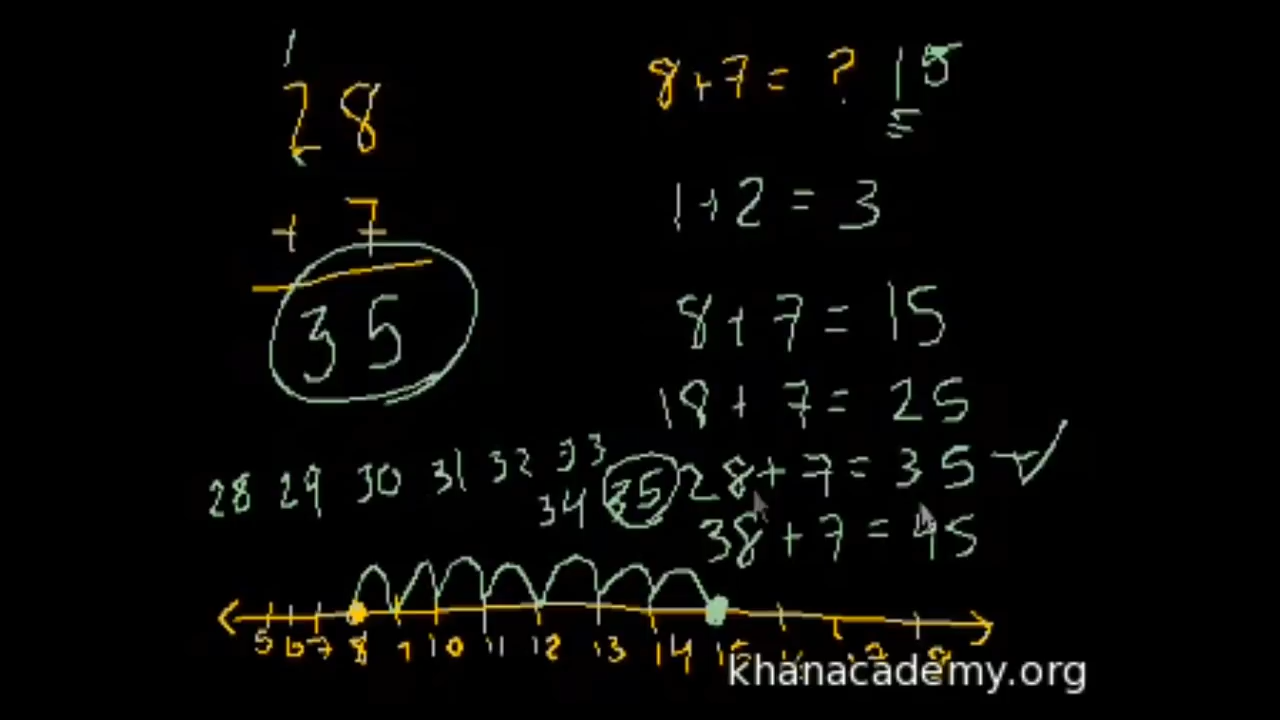 1
28
+ 7
35
8+7= ? 15
5
1+2 = 3
8+7=15
18+7=25
28+7=35
38+7=45
28 29 30 31 32 33
34 35
5 6 7 8 9 10 11 12 13 14 15 17 18
khanacademy.org